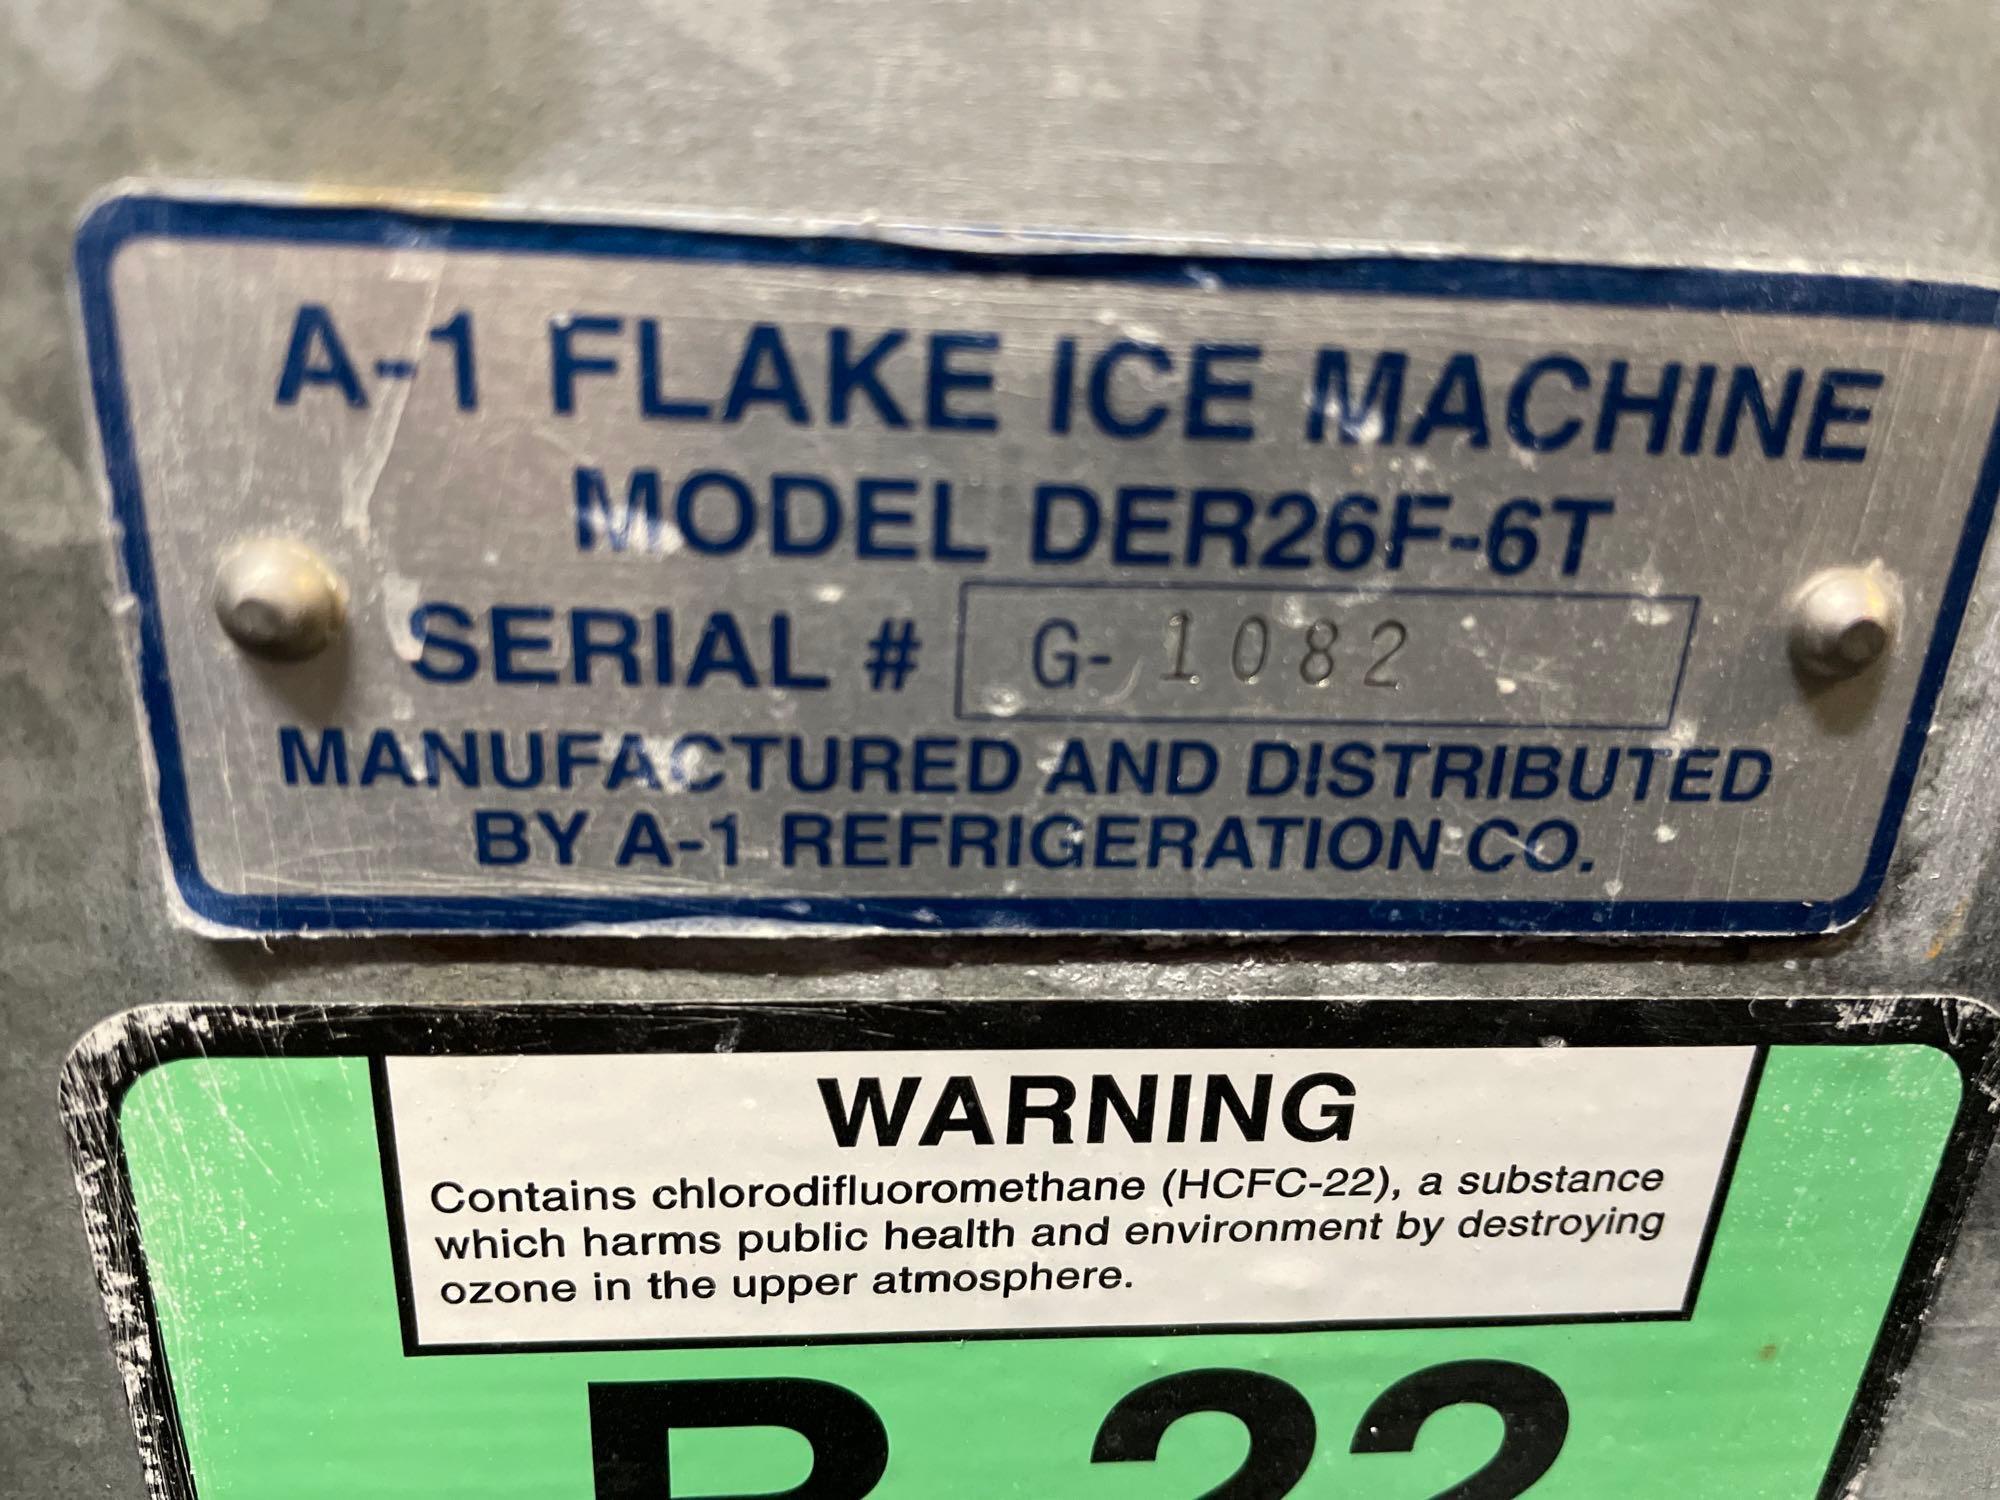 A-1 FLAKE ICE MACHINE
MODEL DER26F-6T
SERIAL # G- 1082
MANUFACTURED AND DISTRIBUTED
BY A-1 REFRIGERATION CO.
WARNING
Contains chlorodifluoromethane (HCFC-22), a substance
which harms public health and environment by destroying
ozone in the upper atmosphere.
R 22